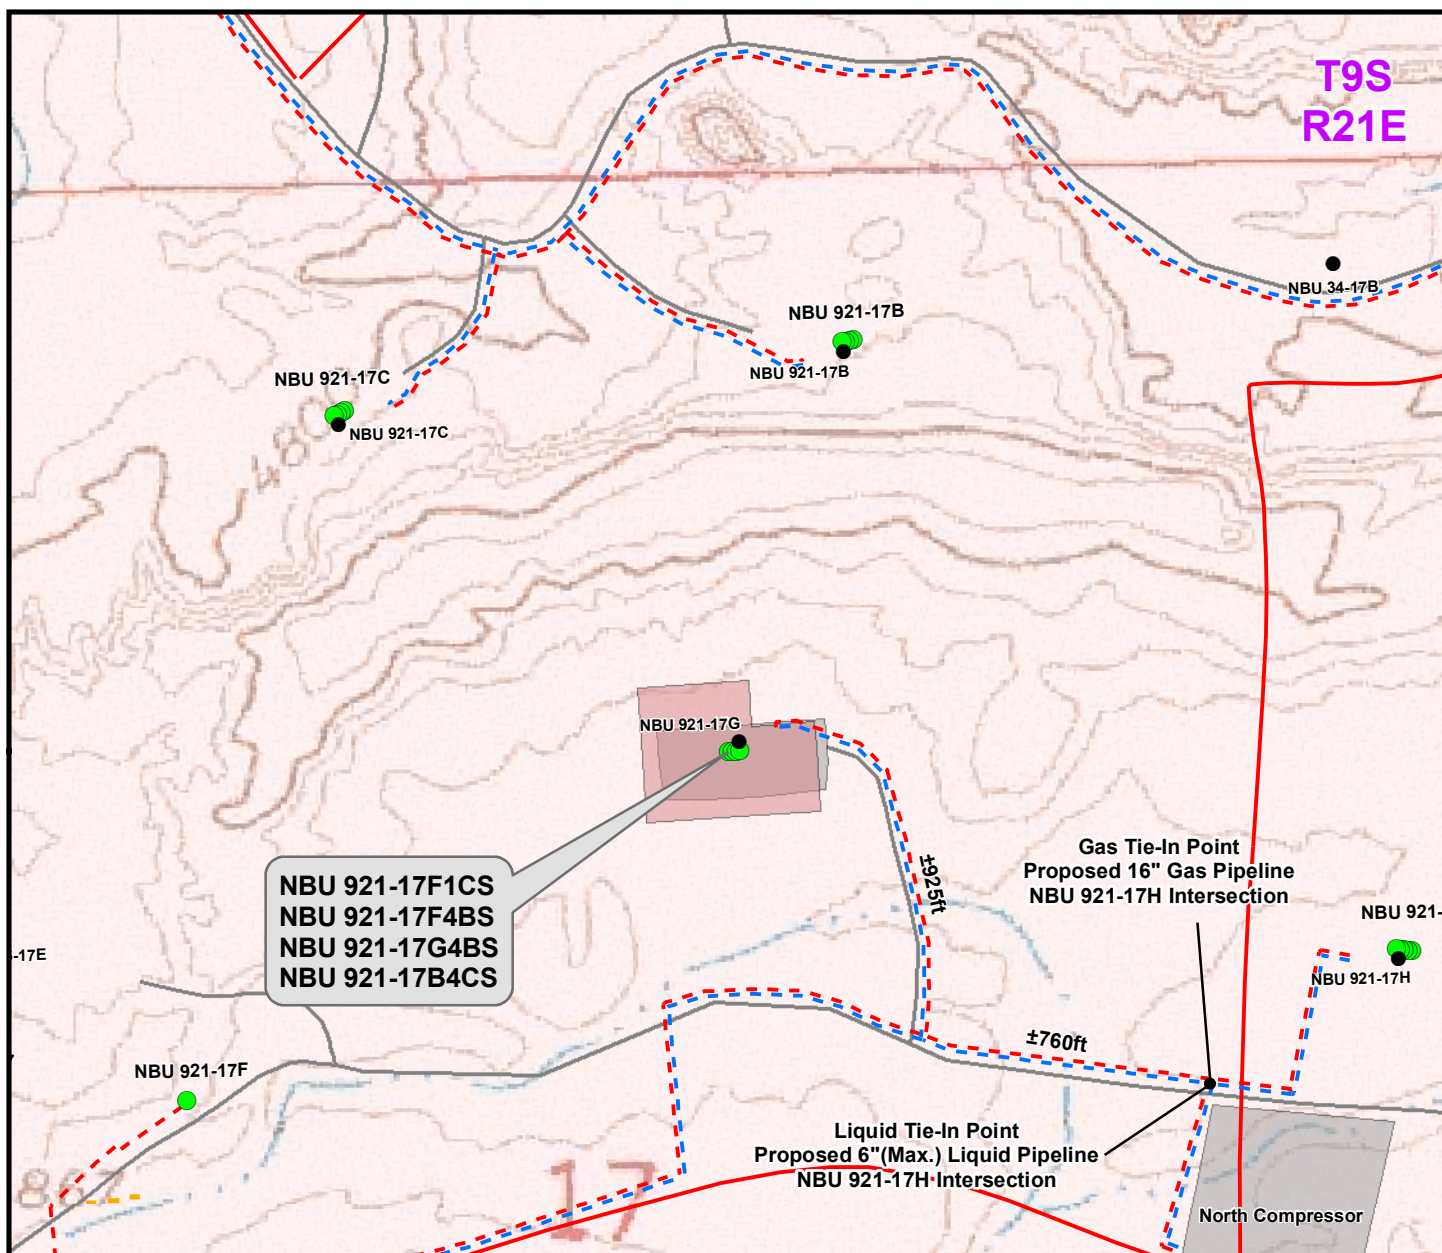 T9S
R21E
NBU 34-17B
NBU 921-17B
NBU 921-17B
NBU 921-17C
NBU 921-17C
480
NBU 921-17G
NBU 921-17F1CS
NBU 921-17F4BS
NBU 921-17G4BS
NBU 921-17B4CS
±925ft
Gas Tie-In Point
Proposed 16" Gas Pipeline
NBU 921-17H Intersection
NBU 921-
NBU 921-17H
-17E
±760ft
NBU 921-17F
Liquid Tie-In Point
Proposed 6"(Max.) Liquid Pipeline
NBU 921-17H Intersection
17
North Compressor